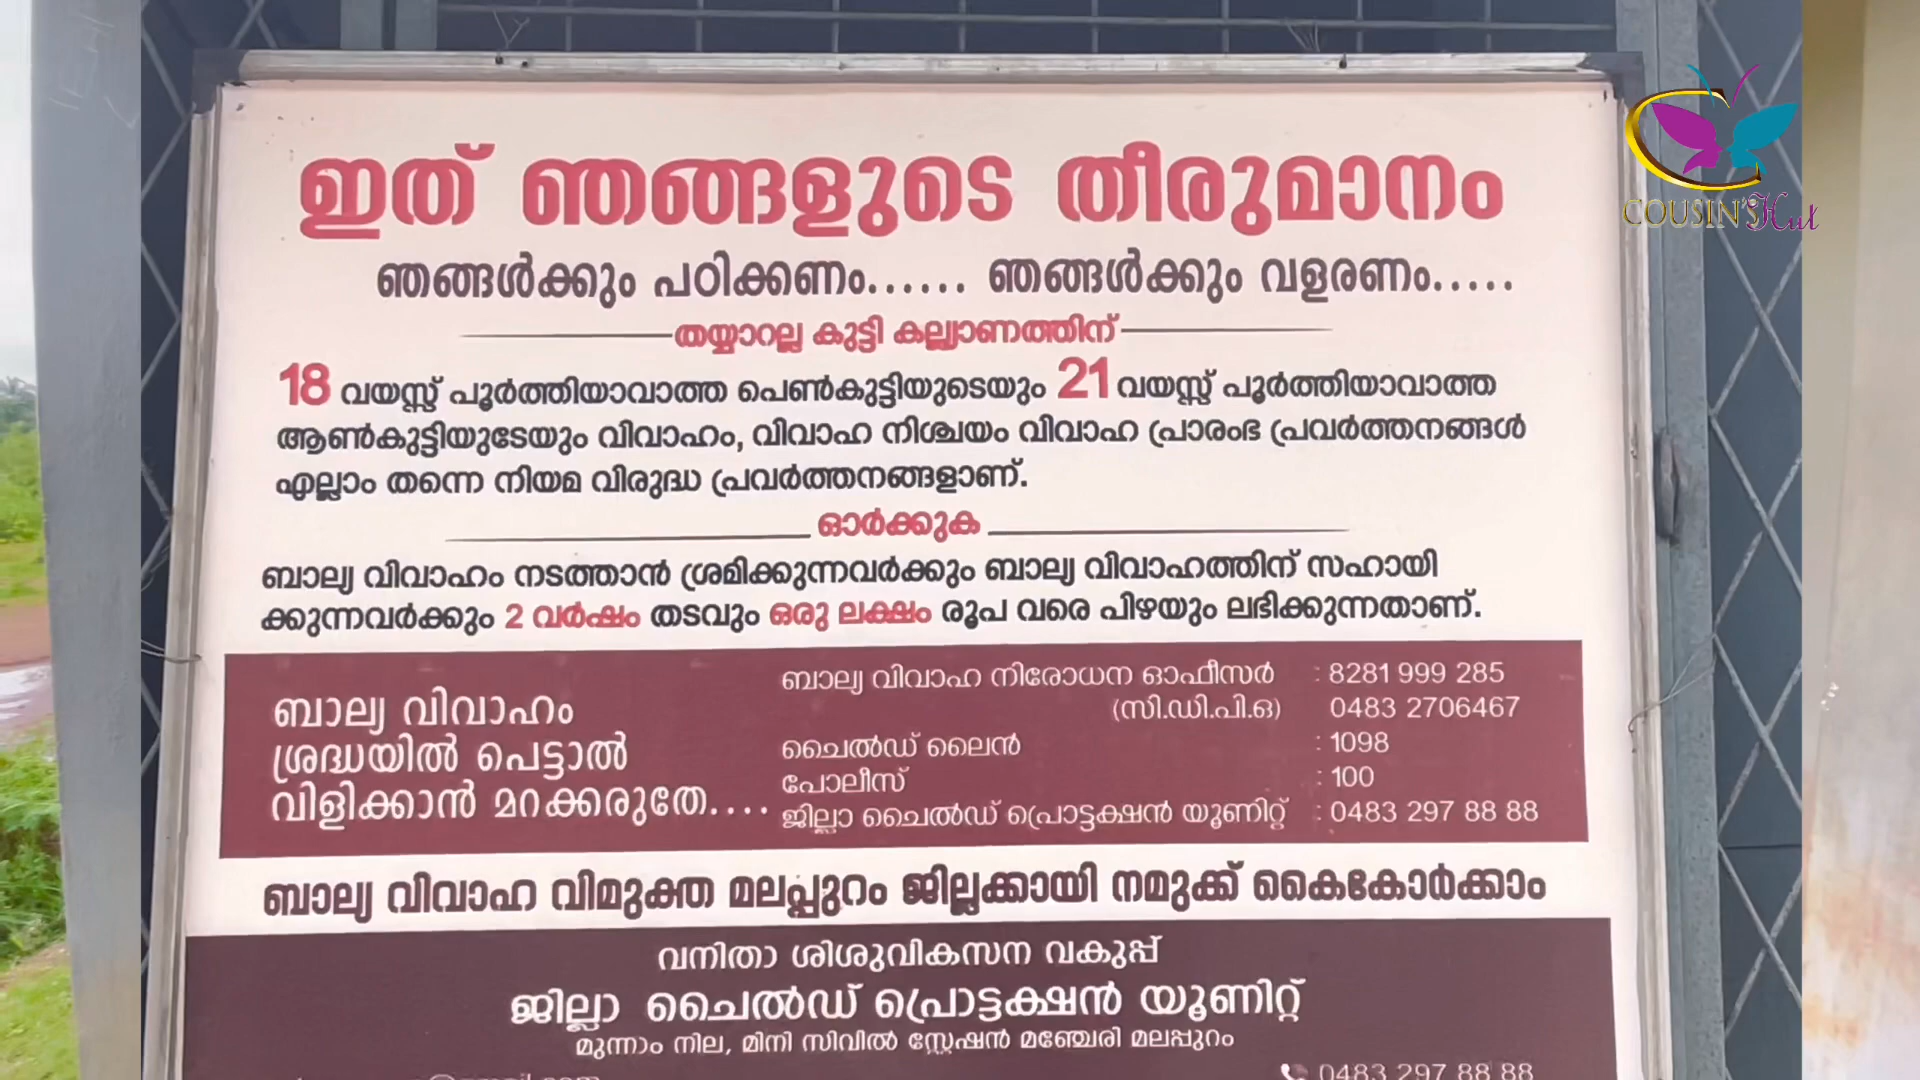 ഇത് ഞങ്ങളുടെ തീരുമാനം
ഞങ്ങൾക്കും പഠിക്കണം...... ഞങ്ങൾക്കും വളരണം.....
തയ്യാറല്ല കുട്ടി കല്ല്യാണത്തിന്
18 വയസ്സ് പൂർത്തിയാവാത്ത പെൺകുട്ടിയുടെയും 21 വയസ്സ് പൂർത്തിയാവാത്ത
ആൺകുട്ടിയുടേയും വിവാഹം, വിവാഹ നിശ്ചയം വിവാഹ പ്രാരംഭ പ്രവർത്തനങ്ങൾ
എല്ലാം തന്നെ നിയമ വിരുദ്ധ പ്രവർത്തനങ്ങളാണ്.
ഓർക്കുക
ബാല്യ വിവാഹം നടത്താൻ ശ്രമിക്കുന്നവർക്കും ബാല്യ വിവാഹത്തിന് സഹായി
ക്കുന്നവർക്കും 2 വർഷം തടവും ഒരു ലക്ഷം രൂപ വരെ പിഴയും ലഭിക്കുന്നതാണ്.
ബാല്യ വിവാഹം
ശ്രദ്ധയിൽ പെട്ടാൽ
വിളിക്കാൻ മറക്കരുതേ....
ബാല്യ വിവാഹ നിരോധന ഓഫീസർ : 8281 999 285
(സി.ഡി.പി.ഒ) 0483 2706467
ചൈൽഡ് ലൈൻ : 1098
പോലീസ് : 100
ജില്ലാ ചൈൽഡ് പ്രൊട്ടക്ഷൻ യൂണിറ്റ് : 0483 297 88 88
ബാല്യ വിവാഹ വിമുക്ത മലപ്പുറം ജില്ലക്കായി നമുക്ക് കൈകോർക്കാം
വനിതാ ശിശുവികസന വകുപ്പ്
ജില്ലാ ചൈൽഡ് പ്രൊട്ടക്ഷൻ യൂണിറ്റ്
മൂന്നാം നില, മിനി സിവിൽ സ്റ്റേഷൻ മഞ്ചേരി മലപ്പുറം
0483 297 88 88
COUSIN'S Hut